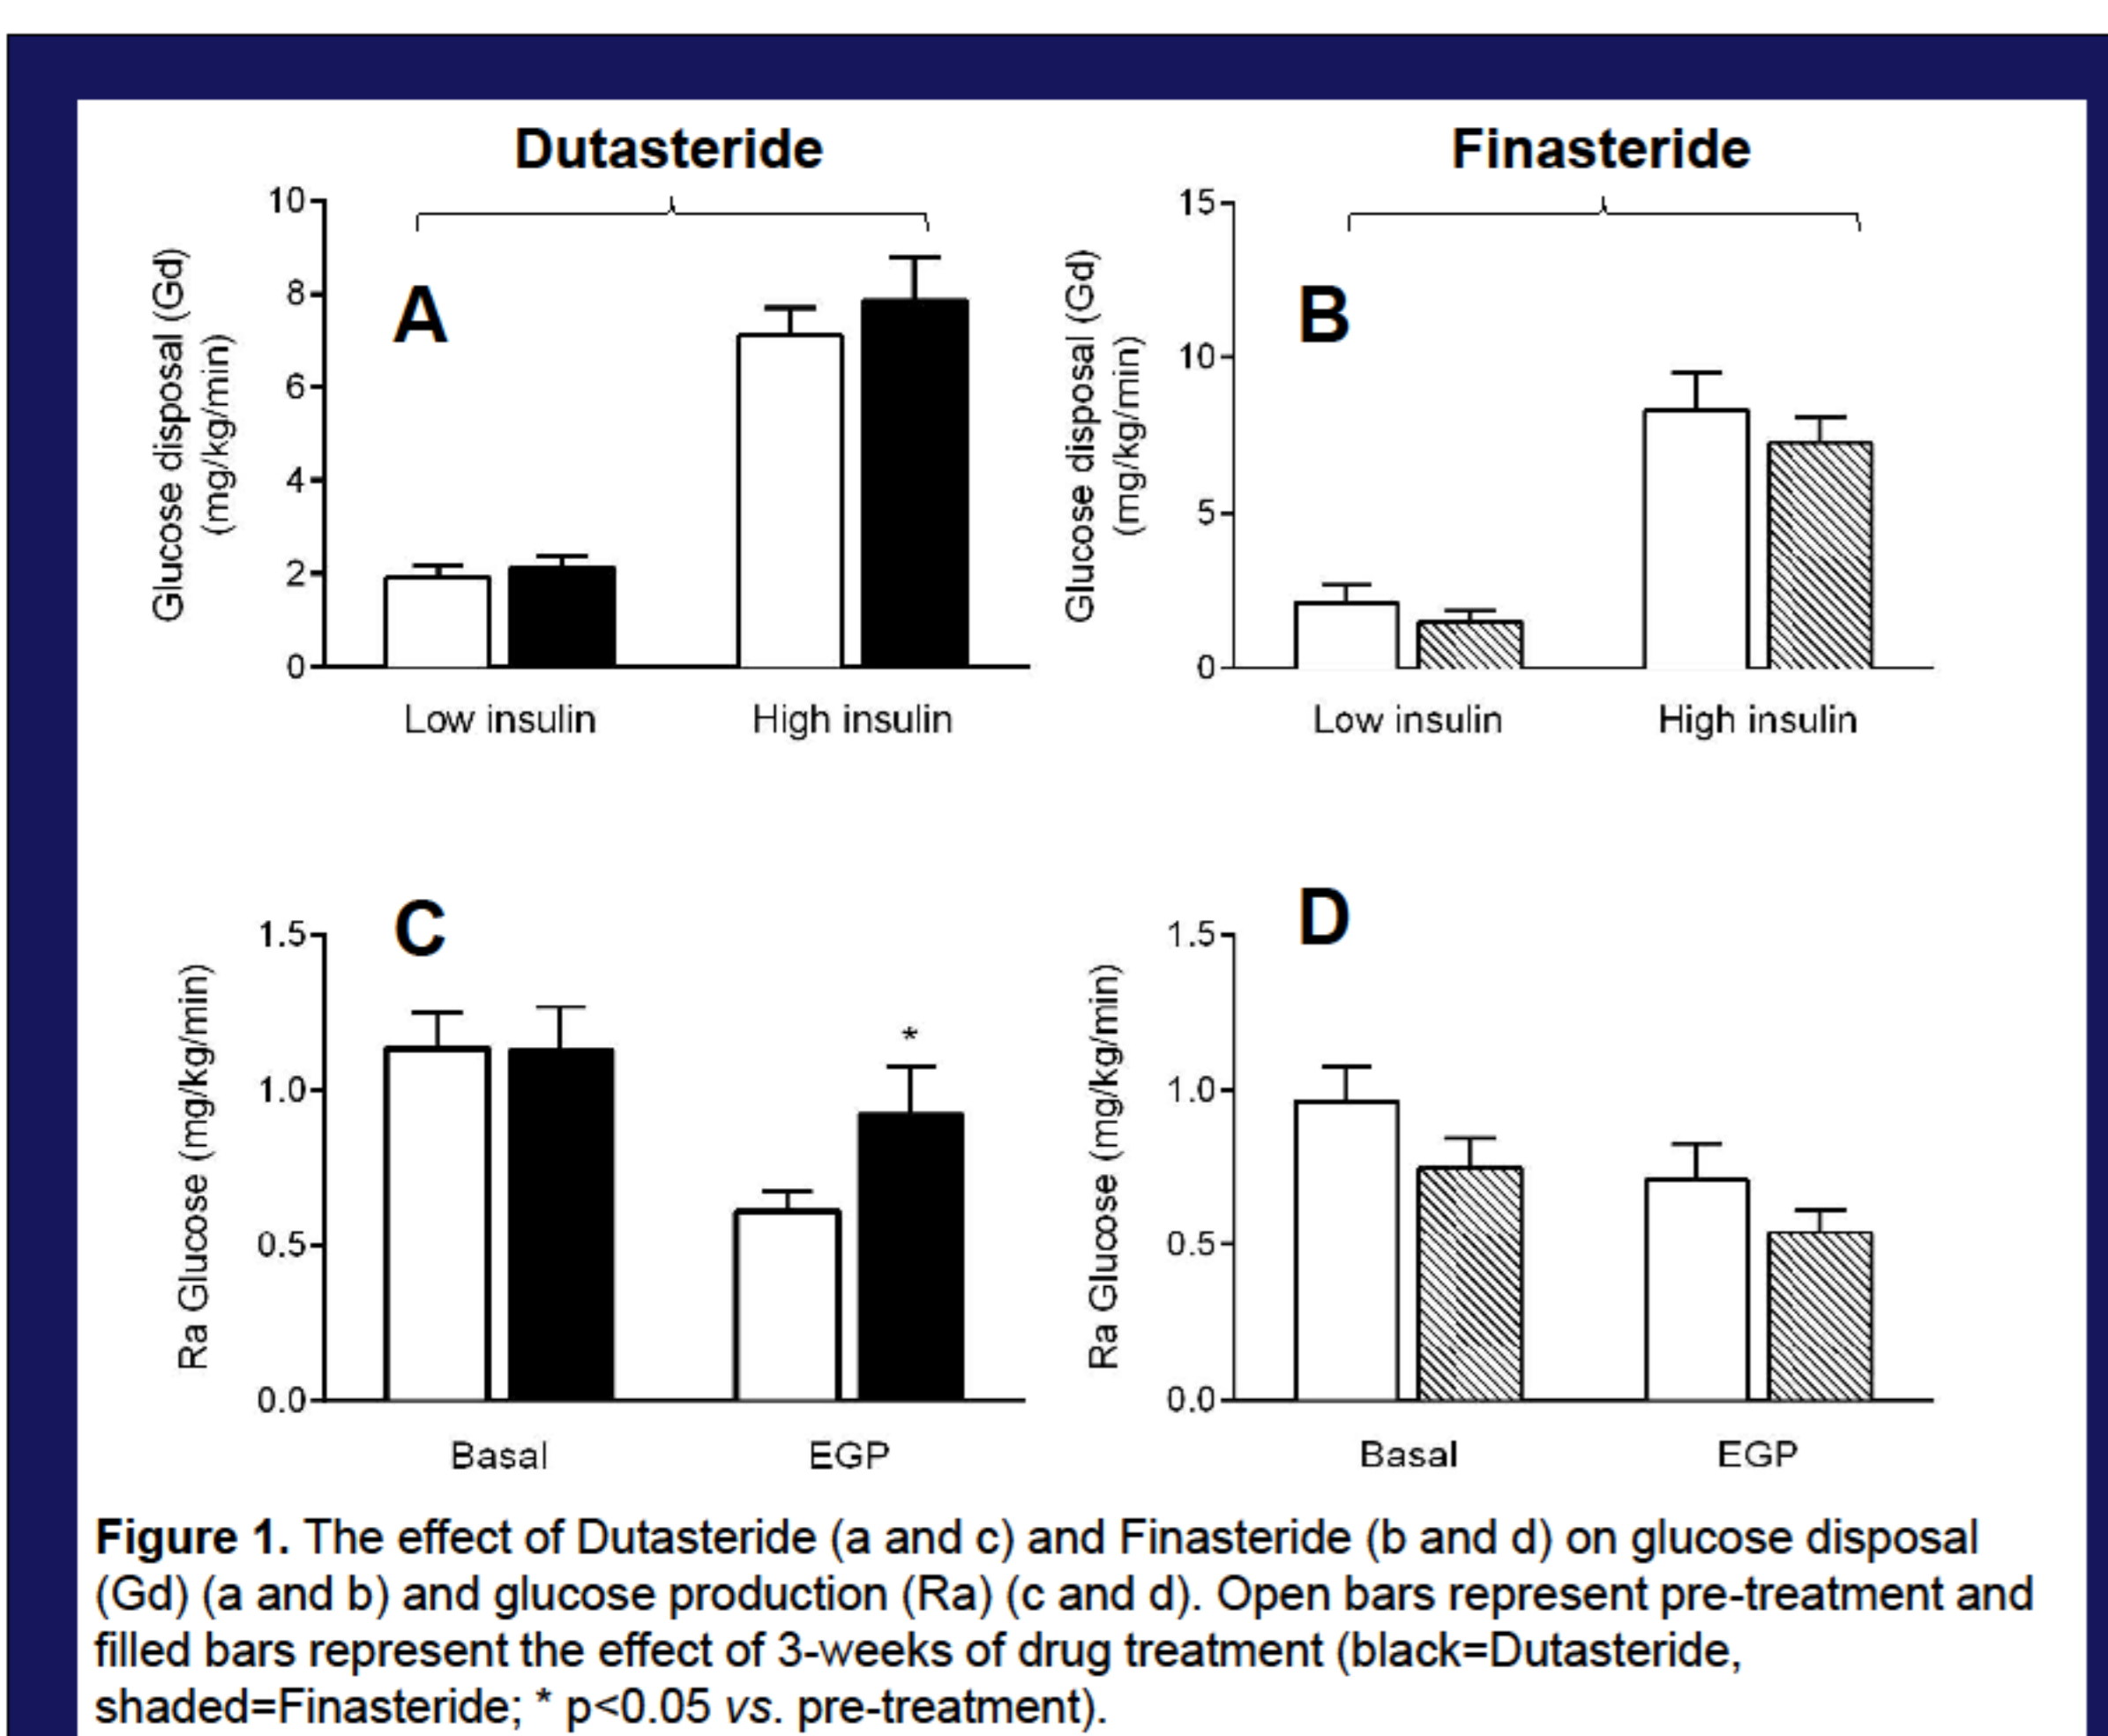 Dutasteride
Finasteride
10
8
6
4
2
0
Glucose disposal (Gd)
(mg/kg/min)
A
Low insulin
High insulin
15
10
5
0
Glucose disposal (Gd)
(mg/kg/min)
B
Low insulin
High insulin
1.5
1.0
0.5
0.0
Ra Glucose (mg/kg/min)
C
*
Basal
EGP
1.5
1.0
0.5
0.0
Ra Glucose (mg/kg/min)
D
Basal
EGP
Figure 1. The effect of Dutasteride (a and c) and Finasteride (b and d) on glucose disposal
(Gd) (a and b) and glucose production (Ra) (c and d). Open bars represent pre-treatment and
filled bars represent the effect of 3-weeks of drug treatment (black=Dutasteride,
shaded=Finasteride; * p<0.05 vs. pre-treatment).